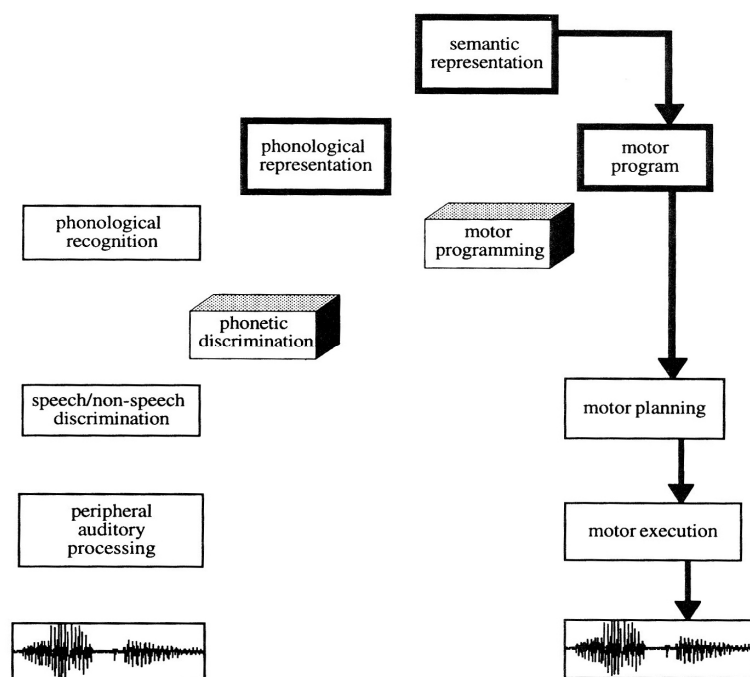 semantic
representation
phonological
representation
motor
program
phonological
recognition
motor
programming
phonetic
discrimination
speech/non-speech
discrimination
motor planning
peripheral
auditory
processing
motor execution